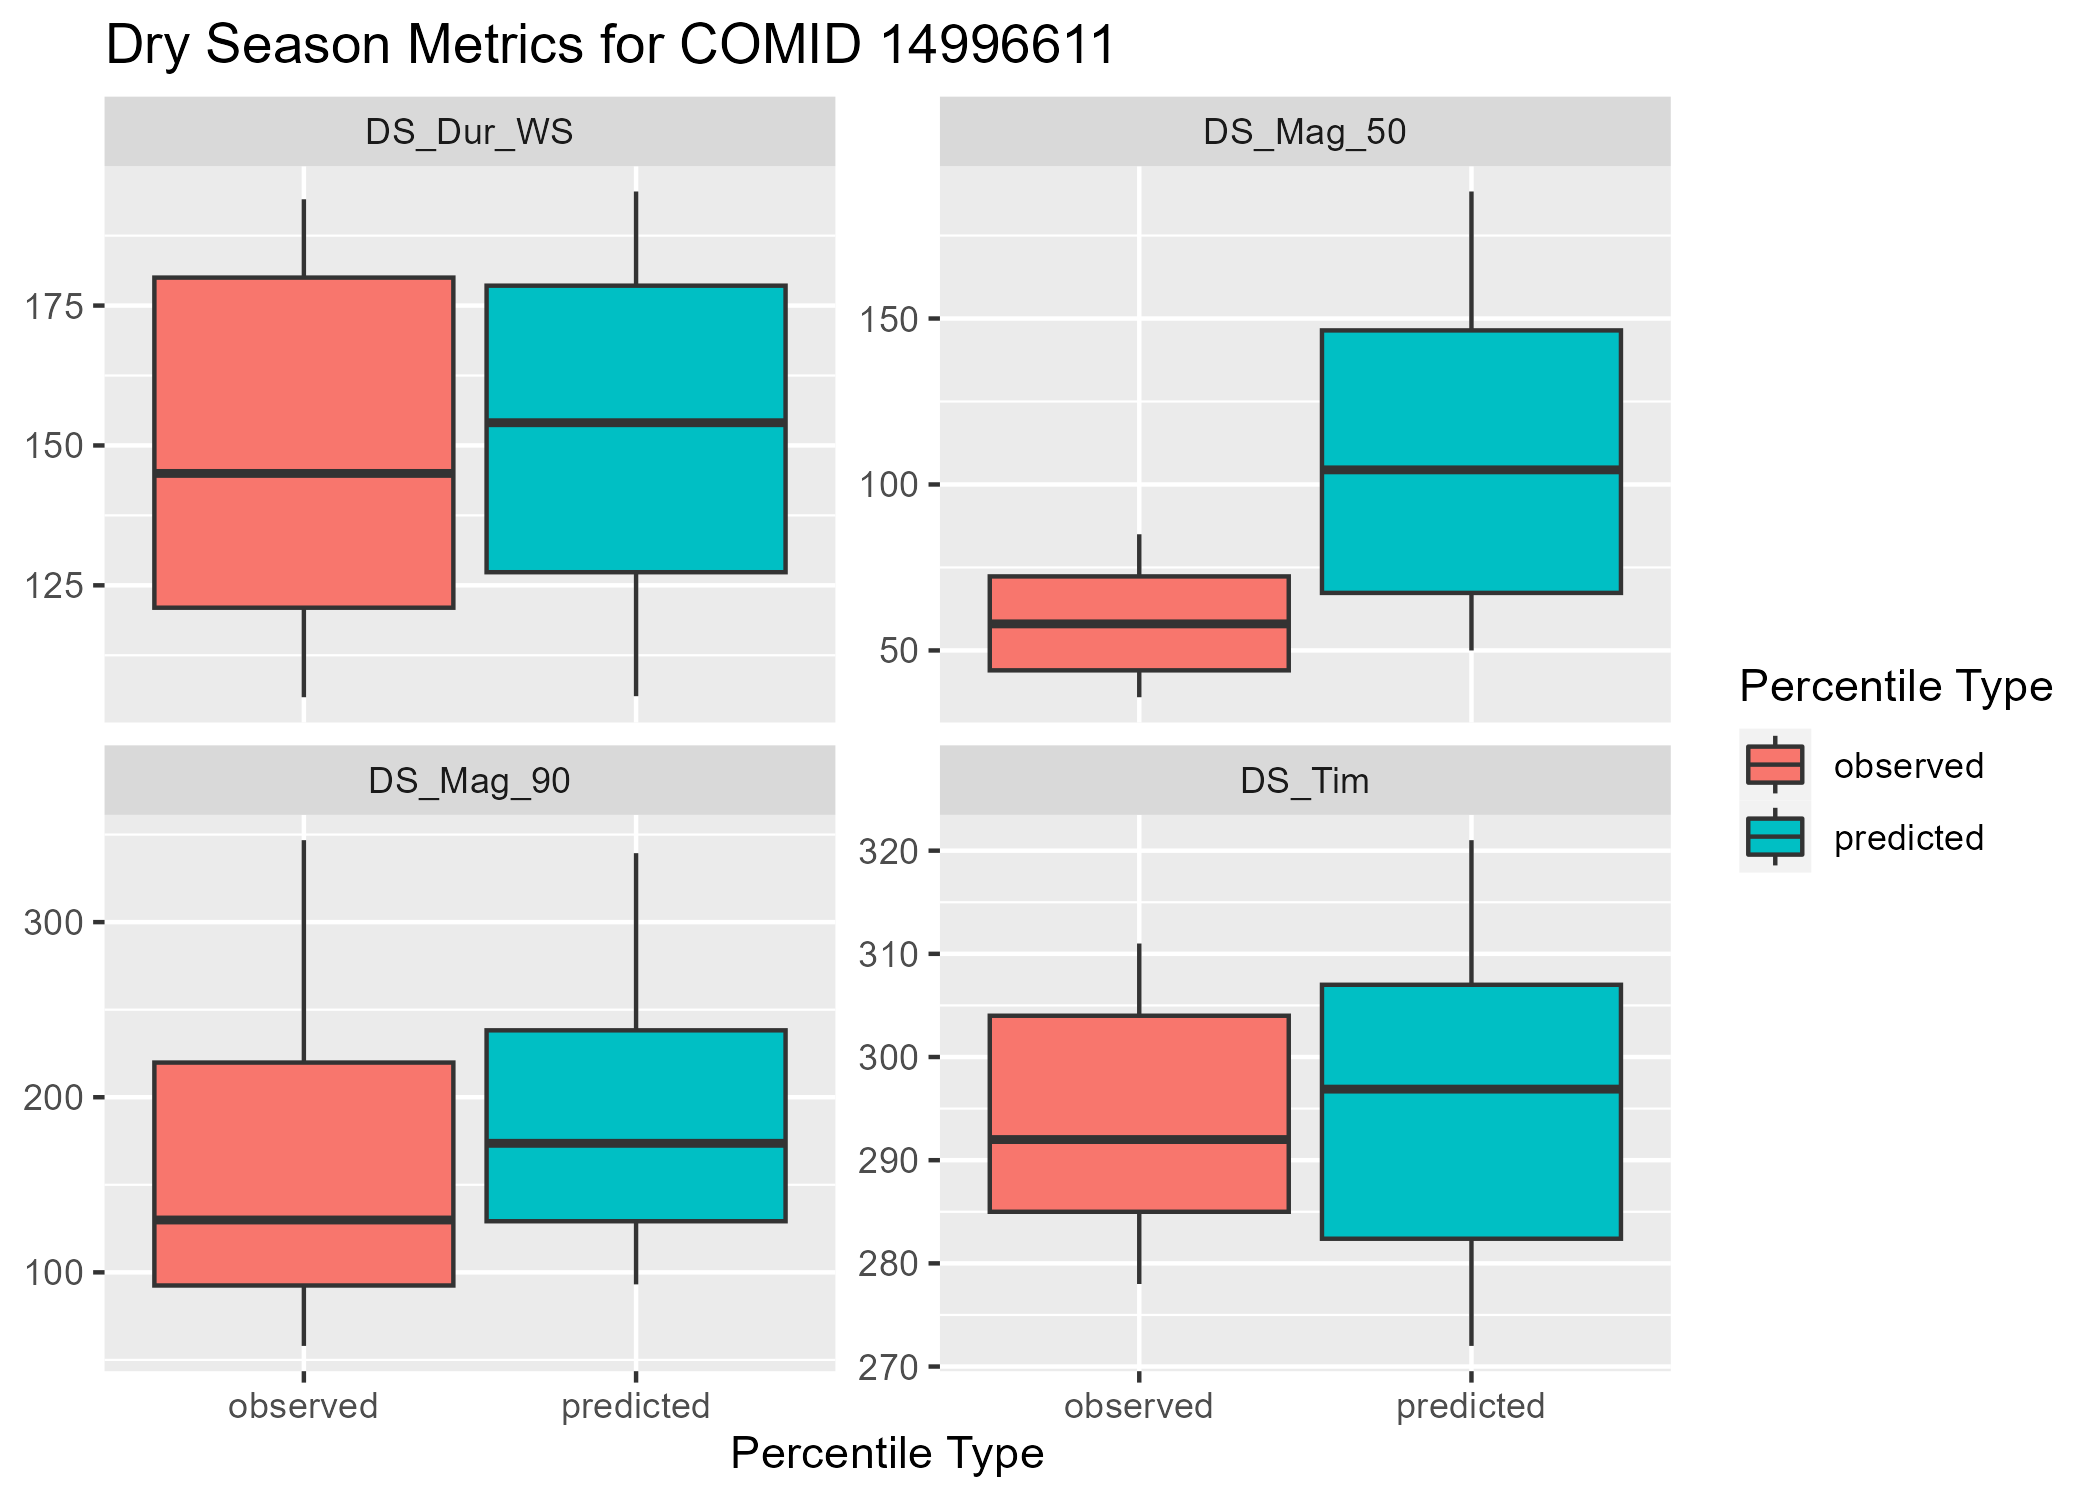 Dry Season Metrics for COMID 14996611
DS_Dur_WS
DS_Mag_50
175
150
125
150
100
50
DS_Mag_90
DS_Tim
300
200
100
320
310
300
290
280
270
observed
predicted
observed
predicted
Percentile Type
Percentile Type
observed
predicted